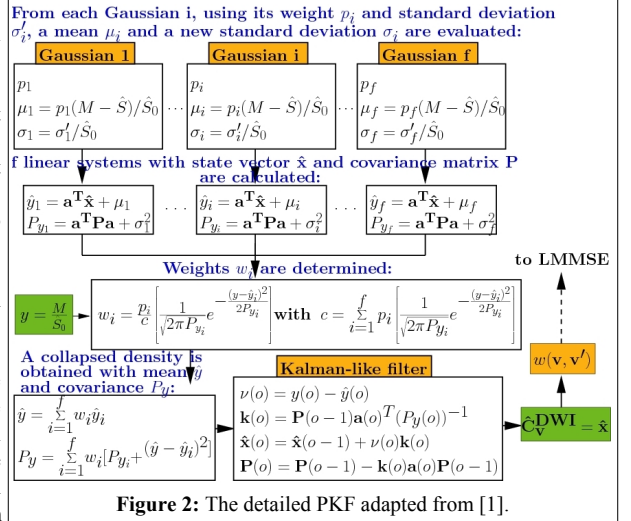 From each Gaussian i, using its weight p_i and standard deviation
σ′_i, a mean μ_i and a new standard deviation σ_i are evaluated:
Gaussian 1
p_1
μ_1 = p_1(M − Ŝ)/Ŝ_0
σ_1 = σ′_1/Ŝ_0
...
Gaussian i
p_i
μ_i = p_i(M − Ŝ)/Ŝ_0
σ_i = σ′_i/Ŝ_0
...
Gaussian f
p_f
μ_f = p_f(M − Ŝ)/Ŝ_0
σ_f = σ′_f/Ŝ_0
f linear systems with state vector x̂ and covariance matrix P
are calculated:
ŷ_1 = a^T x̂ + μ_1
P_{y_1} = a^T Pa + σ_1^2
...
ŷ_i = a^T x̂ + μ_i
P_{y_i} = a^T Pa + σ_i^2
...
ŷ_f = a^T x̂ + μ_f
P_{y_f} = a^T Pa + σ_f^2
Weights w_i are determined:
y = M/S_0
w_i = p_i/c [1/√(2πP_{y_i}) e^{−(y−ŷ_i)^2/(2P_{y_i})}] with c = Σ_{i=1}^{f} p_i [1/√(2πP_{y_i}) e^{−(y−ŷ_i)^2/(2P_{y_i})}]
to LMMSE
w(v, v′)
Ĉ_v^{DWI} = x̂
A collapsed density is
obtained with mean ŷ
and covariance Py:
ŷ = Σ_{i=1}^{f} w_i ŷ_i
P_y = Σ_{i=1}^{f} w_i[P_{y_i} + (ŷ − ŷ_i)^2]
Kalman-like filter
ν(o) = y(o) − ŷ(o)
k(o) = P(o − 1)a(o)^T (Py(o))^{−1}
x̂(o) = x̂(o − 1) + ν(o)k(o)
P(o) = P(o − 1) − k(o)a(o)P(o − 1)
Figure 2: The detailed PKF adapted from [1].